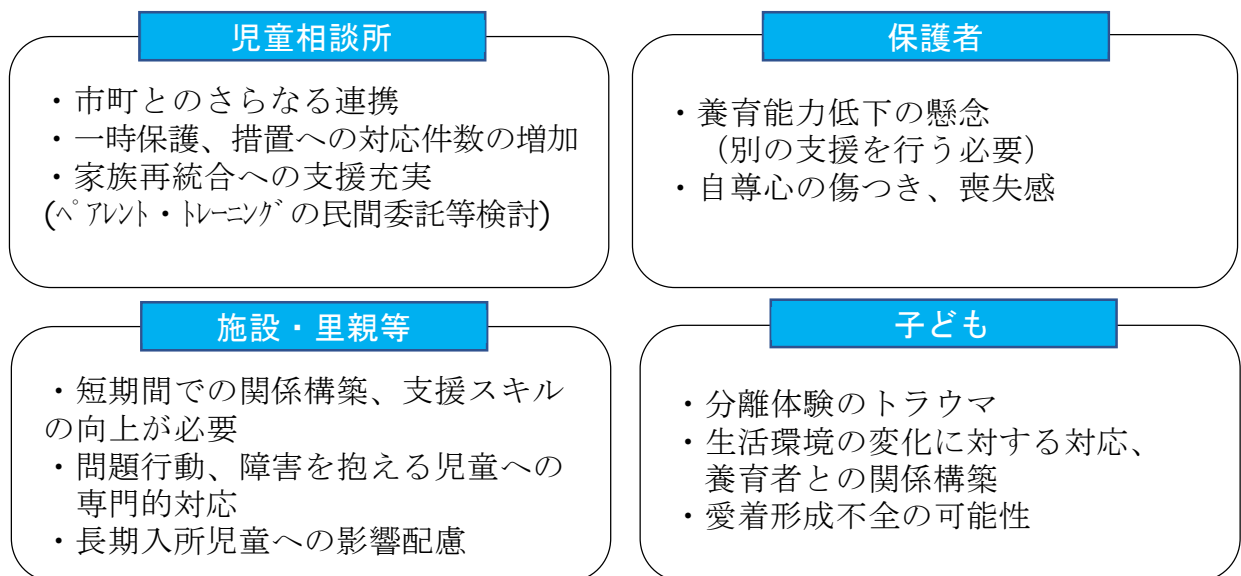 児童相談所
・市町とのさらなる連携
・一時保護、措置への対応件数の増加
・家族再統合への支援充実
(ﾍﾟｱﾚﾝﾄ・ﾄﾚｰﾆﾝｸﾞの民間委託等検討)
保護者
・養育能力低下の懸念
（別の支援を行う必要）
・自尊心の傷つき、喪失感
施設・里親等
・短期間での関係構築、支援スキル
の向上が必要
・問題行動、障害を抱える児童への
専門的対応
・長期入所児童への影響配慮
子ども
・分離体験のトラウマ
・生活環境の変化に対する対応、
養育者との関係構築
・愛着形成不全の可能性